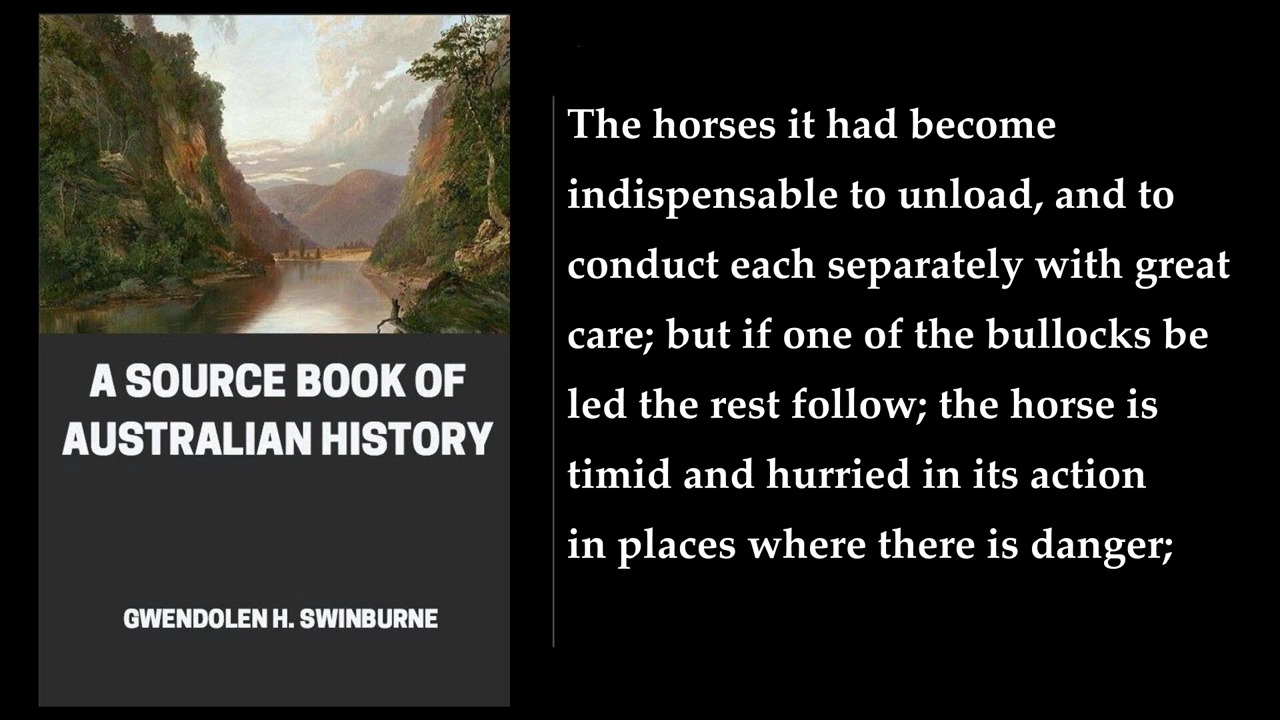 A SOURCE BOOK OF
AUSTRALIAN HISTORY
GWENDOLEN H. SWINBURNE
The horses it had become
indispensable to unload, and to
conduct each separately with great
care; but if one of the bullocks be
led the rest follow; the horse is
timid and hurried in its action
in places where there is danger;